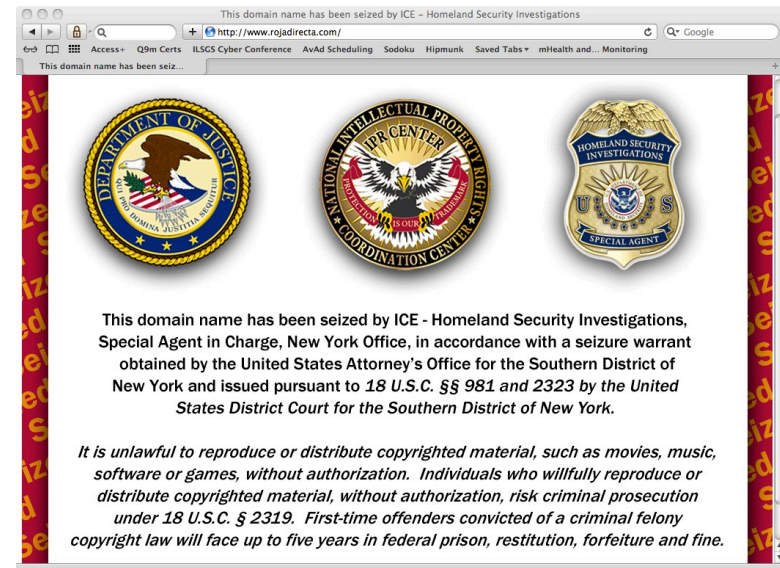 This domain name has been seized by ICE – Homeland Security Investigations
Google
http://www.rojadirecta.com/
Access+ Q9m Certs ILSGS Cyber Conference AvAd Scheduling Sodoku Hipmunk Saved Tabs mHealth and... Monitoring
This domain name has been seiz...
DEPARTMENT OF JUSTICE
QUI PRO DOMINA JUSTITIA SEQUITUR
NATIONAL INTELLECTUAL PROPERTY RIGHTS
IPR CENTER
PROTECTION IS OUR TRADEMARK
COORDINATION CENTER
HOMELAND SECURITY
INVESTIGATIONS
U S
SPECIAL AGENT
This domain name has been seized by ICE - Homeland Security Investigations,
Special Agent in Charge, New York Office, in accordance with a seizure warrant
obtained by the United States Attorney's Office for the Southern District of
New York and issued pursuant to 18 U.S.C. §§ 981 and 2323 by the United
States District Court for the Southern District of New York.
It is unlawful to reproduce or distribute copyrighted material, such as movies, music,
software or games, without authorization. Individuals who willfully reproduce or
distribute copyrighted material, without authorization, risk criminal prosecution
under 18 U.S.C. § 2319. First-time offenders convicted of a criminal felony
copyright law will face up to five years in federal prison, restitution, forfeiture and fine.